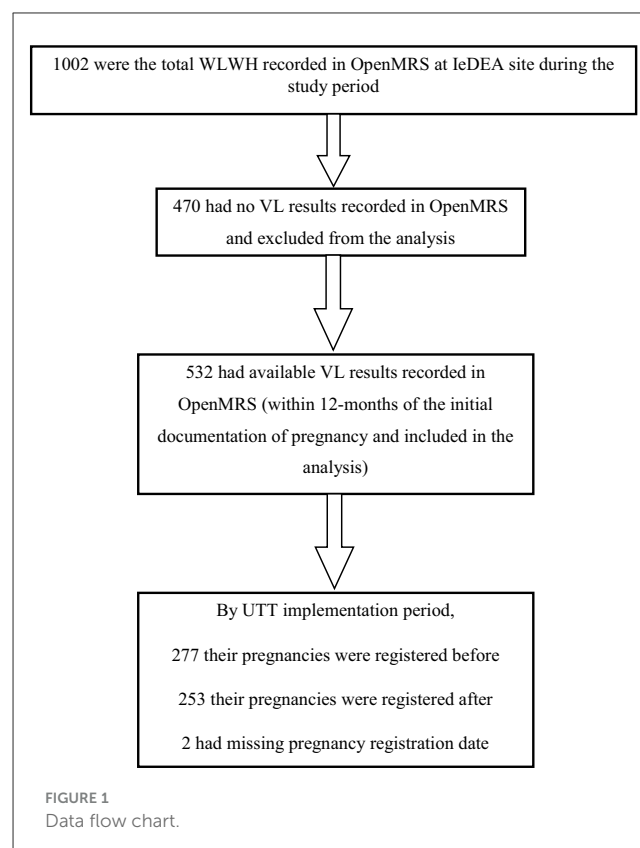 1002 were the total WLWH recorded in OpenMRS at IeDEA site during the
study period
470 had no VL results recorded in OpenMRS
and excluded from the analysis
532 had available VL results recorded in
OpenMRS (within 12-months of the initial
documentation of pregnancy and included in the
analysis)
By UTT implementation period,
277 their pregnancies were registered before
253 their pregnancies were registered after
2 had missing pregnancy registration date
FIGURE 1
Data flow chart.